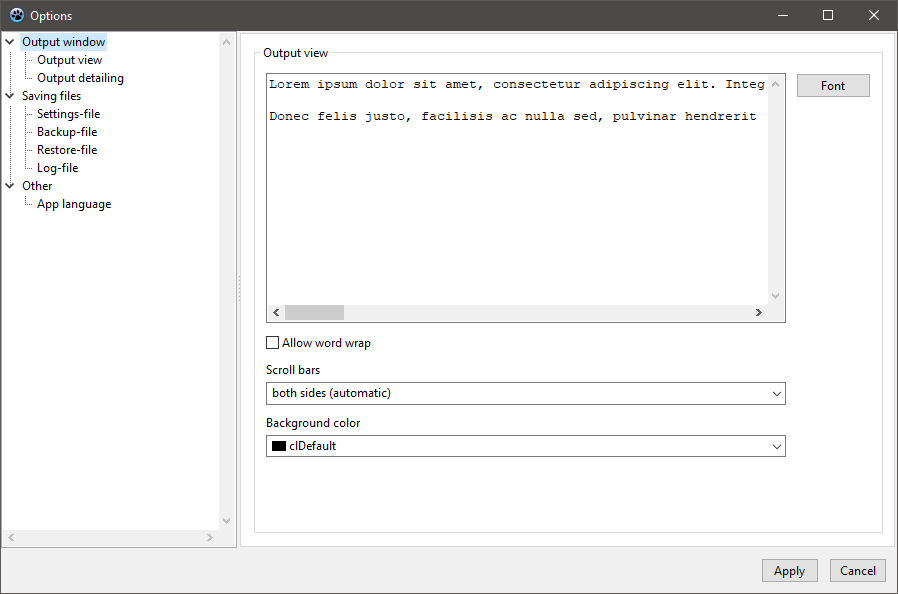 Options
Output window
Output view
Output detailing
Saving files
Settings-file
Backup-file
Restore-file
Log-file
Other
App language
Output view
Lorem ipsum dolor sit amet, consectetur adipiscing elit. Integ
Donec felis justo, facilisis ac nulla sed, pulvinar hendrerit
Font
Allow word wrap
Scroll bars
both sides (automatic)
Background color
clDefault
Apply
Cancel